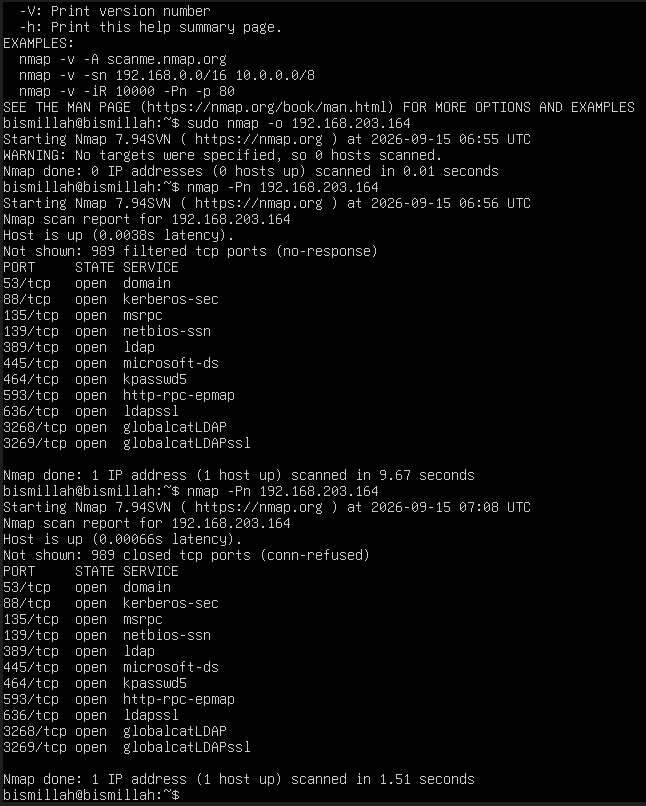 -V: Print version number
  -h: Print this help summary page.
EXAMPLES:
  nmap -v -A scanme.nmap.org
  nmap -v -sn 192.168.0.0/16 10.0.0.0/8
  nmap -v -iR 10000 -Pn -p 80
SEE THE MAN PAGE (https://nmap.org/book/man.html) FOR MORE OPTIONS AND EXAMPLES
bismillah@bismillah:~$ sudo nmap -o 192.168.203.164
Starting Nmap 7.94SVN ( https://nmap.org ) at 2026-09-15 06:55 UTC
WARNING: No targets were specified, so 0 hosts scanned.
Nmap done: 0 IP addresses (0 hosts up) scanned in 0.01 seconds
bismillah@bismillah:~$ nmap -Pn 192.168.203.164
Starting Nmap 7.94SVN ( https://nmap.org ) at 2026-09-15 06:56 UTC
Nmap scan report for 192.168.203.164
Host is up (0.0038s latency).
Not shown: 989 filtered tcp ports (no-response)
PORT     STATE SERVICE
53/tcp   open  domain
88/tcp   open  kerberos-sec
135/tcp  open  msrpc
139/tcp  open  netbios-ssn
389/tcp  open  ldap
445/tcp  open  microsoft-ds
464/tcp  open  kpasswd5
593/tcp  open  http-rpc-epmap
636/tcp  open  ldapssl
3268/tcp open  globalcatLDAP
3269/tcp open  globalcatLDAPssl

Nmap done: 1 IP address (1 host up) scanned in 9.67 seconds
bismillah@bismillah:~$ nmap -Pn 192.168.203.164
Starting Nmap 7.94SVN ( https://nmap.org ) at 2026-09-15 07:08 UTC
Nmap scan report for 192.168.203.164
Host is up (0.00066s latency).
Not shown: 989 closed tcp ports (conn-refused)
PORT     STATE SERVICE
53/tcp   open  domain
88/tcp   open  kerberos-sec
135/tcp  open  msrpc
139/tcp  open  netbios-ssn
389/tcp  open  ldap
445/tcp  open  microsoft-ds
464/tcp  open  kpasswd5
593/tcp  open  http-rpc-epmap
636/tcp  open  ldapssl
3268/tcp open  globalcatLDAP
3269/tcp open  globalcatLDAPssl

Nmap done: 1 IP address (1 host up) scanned in 1.51 seconds
bismillah@bismillah:~$